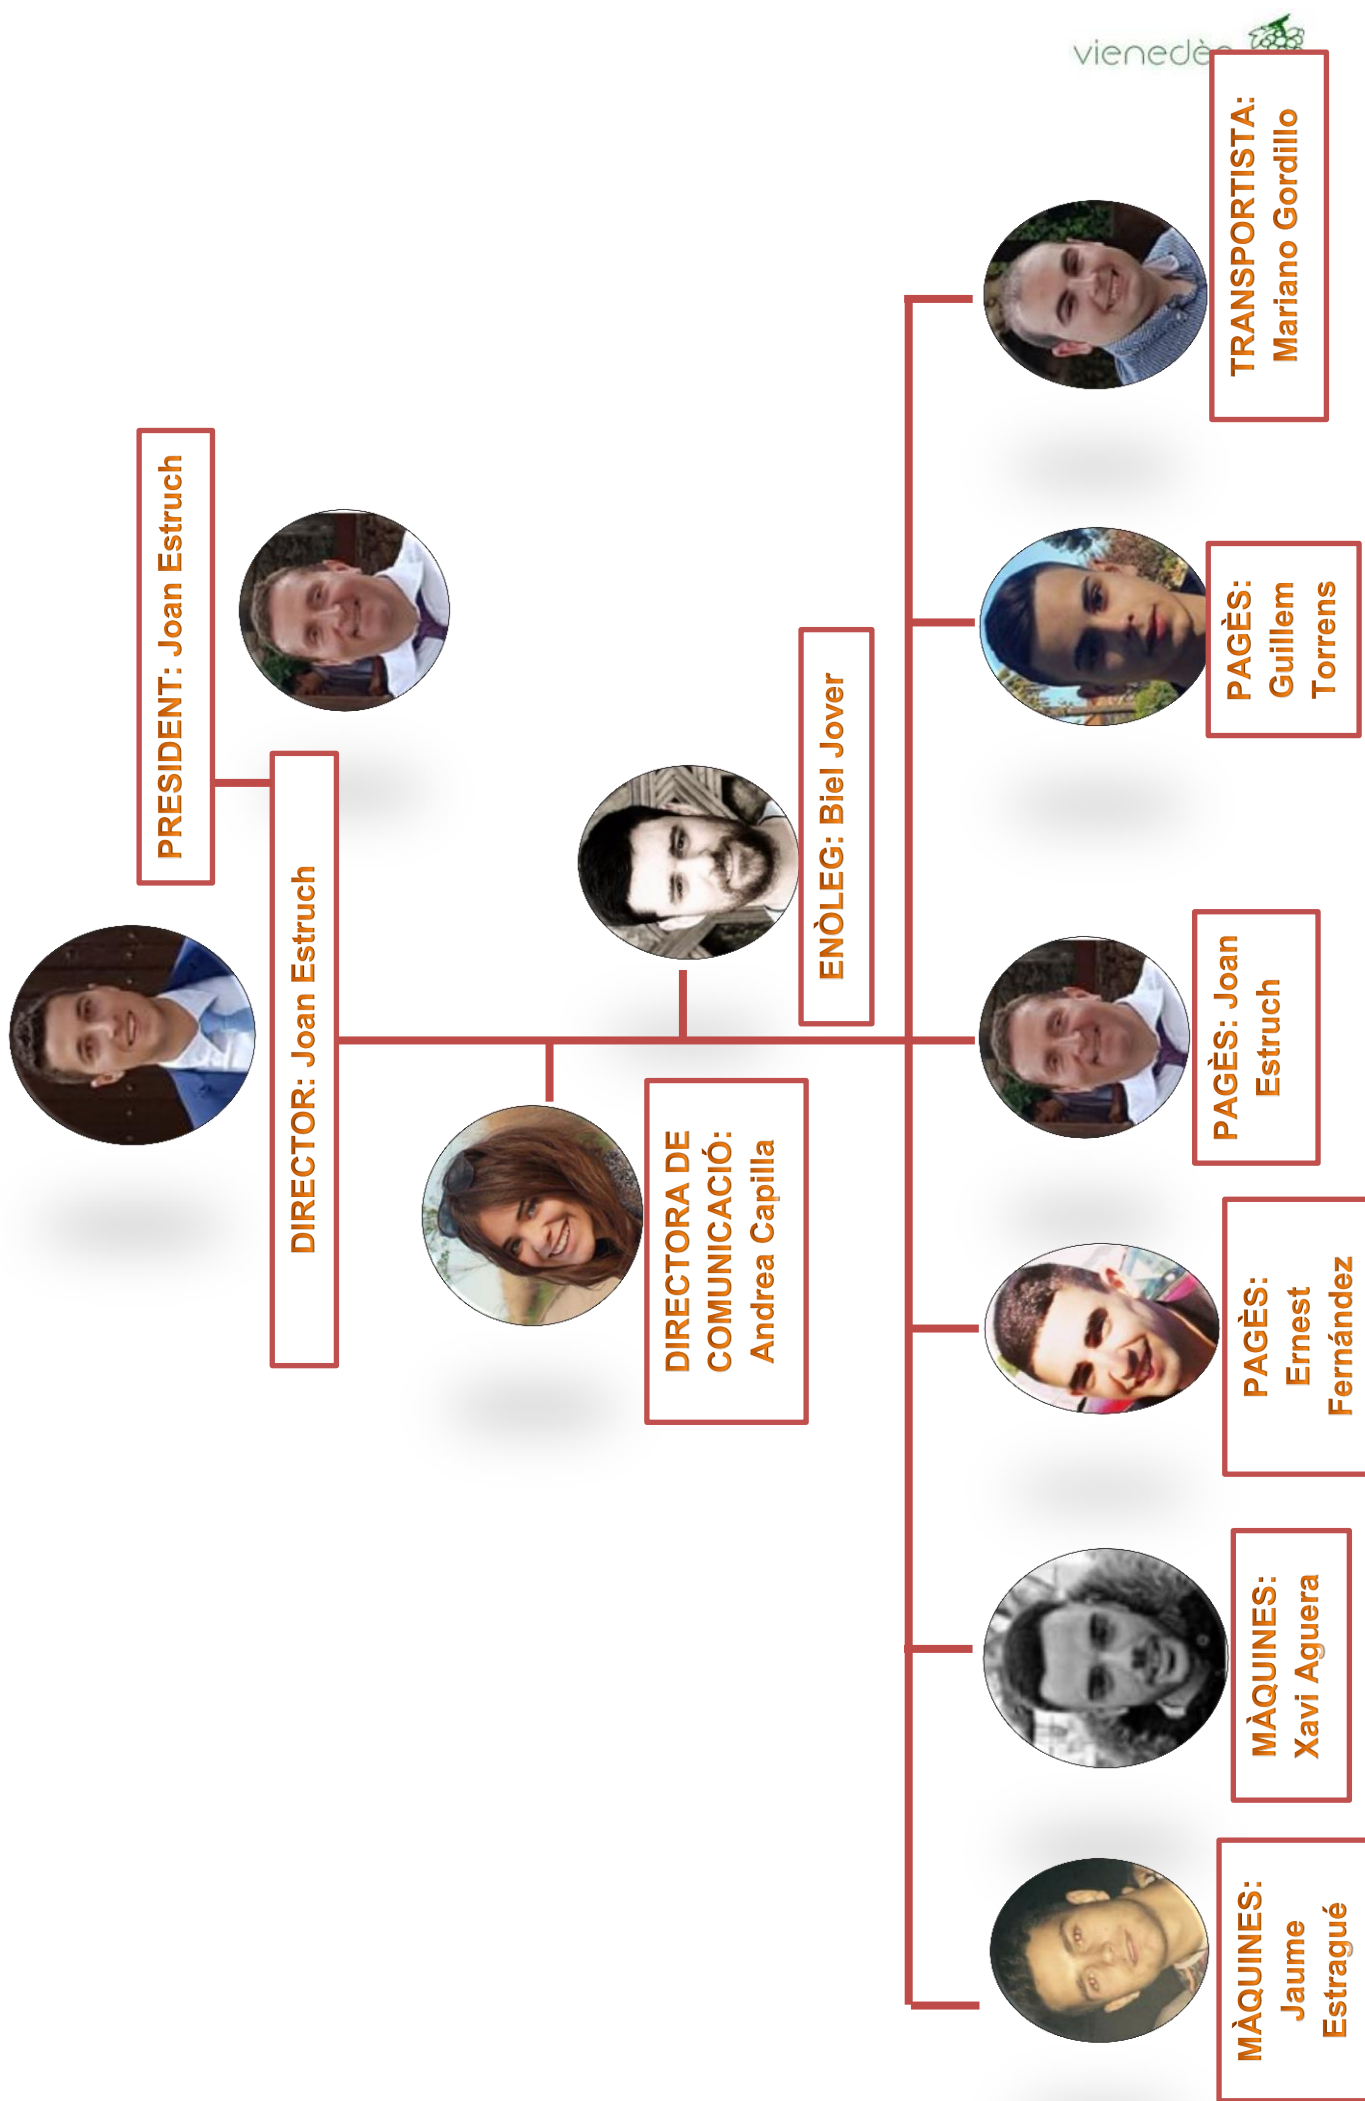 vienedèn
PRESIDENT: Joan Estruch
DIRECTOR: Joan Estruch
DIRECTORA DE
COMUNICACIÓ:
Andrea Capilla
ENÒLEG: Biel Jover
MÀQUINES:
Jaume
Estragué
MÀQUINES:
Xavi Aguera
PAGÈS:
Ernest
Fernández
PAGÈS: Joan
Estruch
PAGÈS:
Guillem
Torrens
TRANSPORTISTA:
Mariano Gordillo